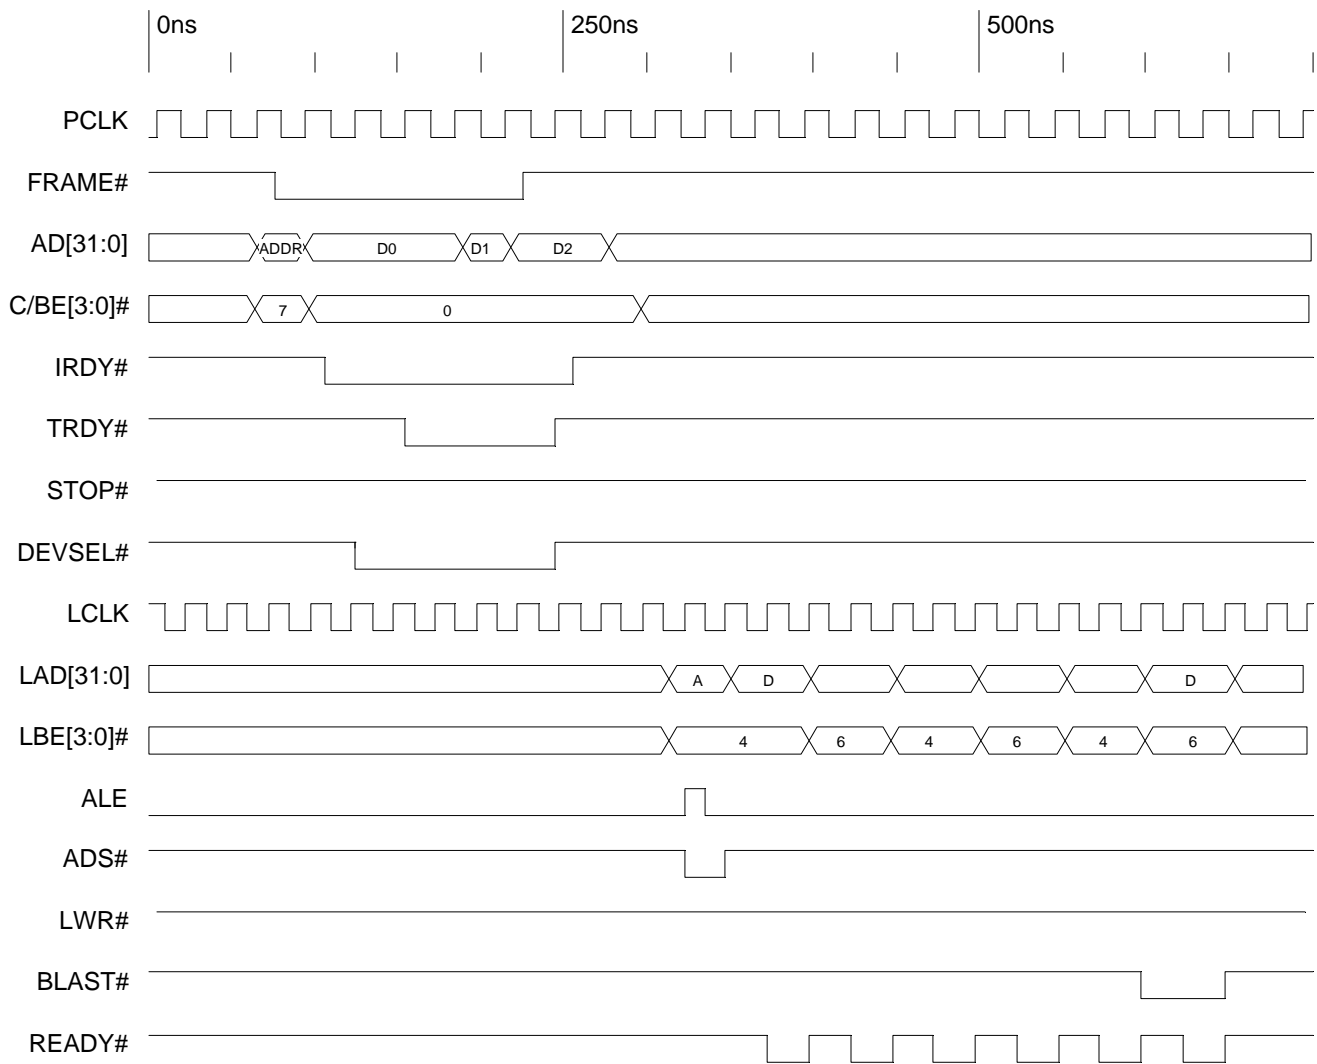 0ns 250ns 500ns
PCLK
FRAME#
AD[31:0] ADDR D0 D1 D2
C/BE[3:0]# 7 0
IRDY#
TRDY#
STOP#
DEVSEL#
LCLK
LAD[31:0] A D D
LBE[3:0]# 4 6 4 6 4 6
ALE
ADS#
LWR#
BLAST#
READY#